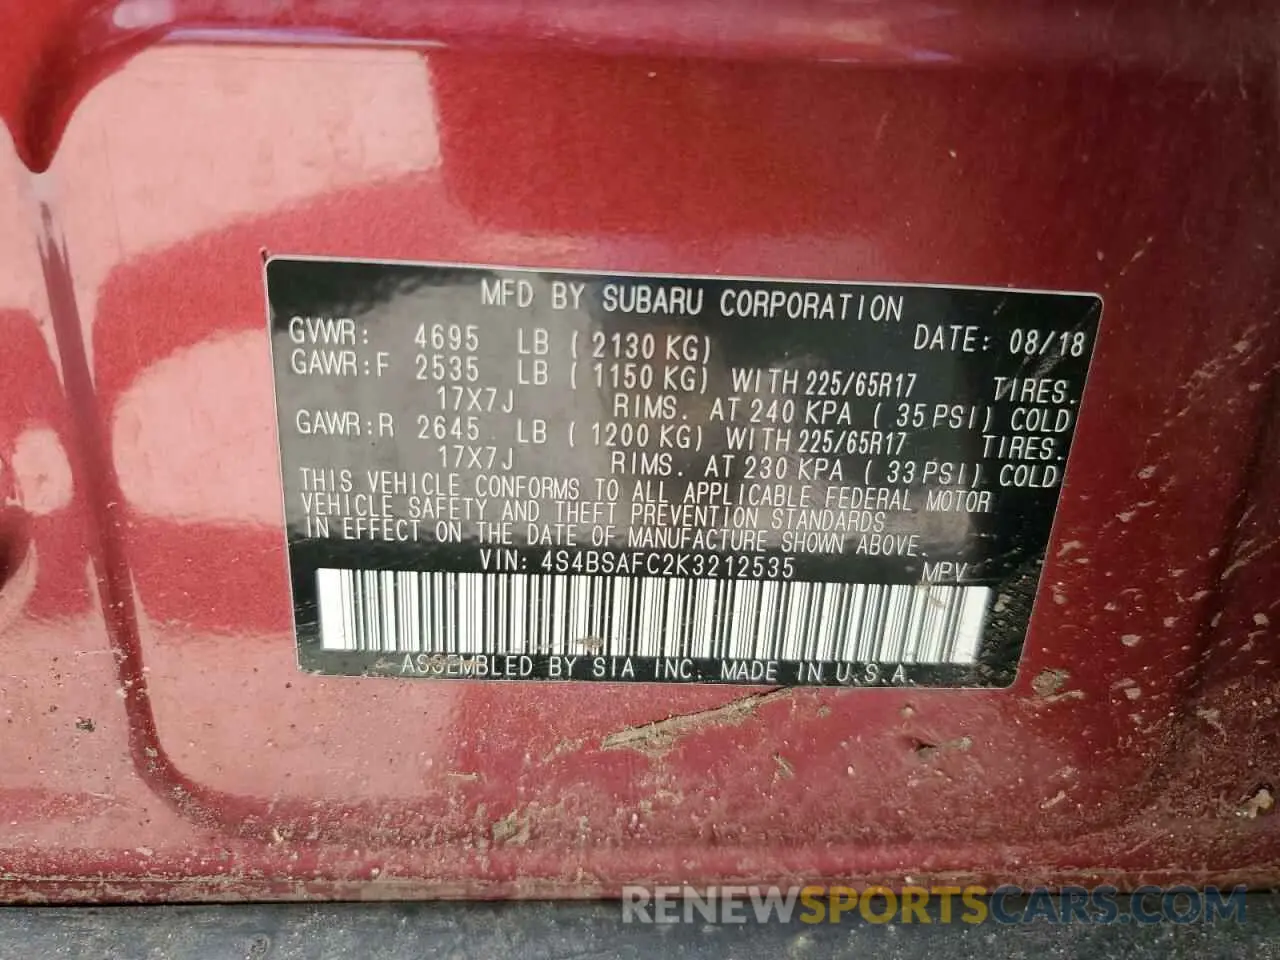 MFD BY SUBARU CORPORATION
GVWR: 4695 LB ( 2130 KG) DATE: 08/18
GAWR:F 2535 LB ( 1150 KG) WITH 225/65R17 TIRES.
17X7J RIMS. AT 240 KPA ( 35 PSI) COLD
GAWR:R 2645 LB ( 1200 KG) WITH 225/65R17 TIRES.
17X7J RIMS. AT 230 KPA ( 33 PSI) COLD
THIS VEHICLE CONFORMS TO ALL APPLICABLE FEDERAL MOTOR
VEHICLE SAFETY AND THEFT PREVENTION STANDARDS
IN EFFECT ON THE DATE OF MANUFACTURE SHOWN ABOVE.
VIN: 4S4BSAFC2K3212535 MPV
ASSEMBLED BY SIA INC. MADE IN U.S.A.
RENEWSPORTSCARS.COM